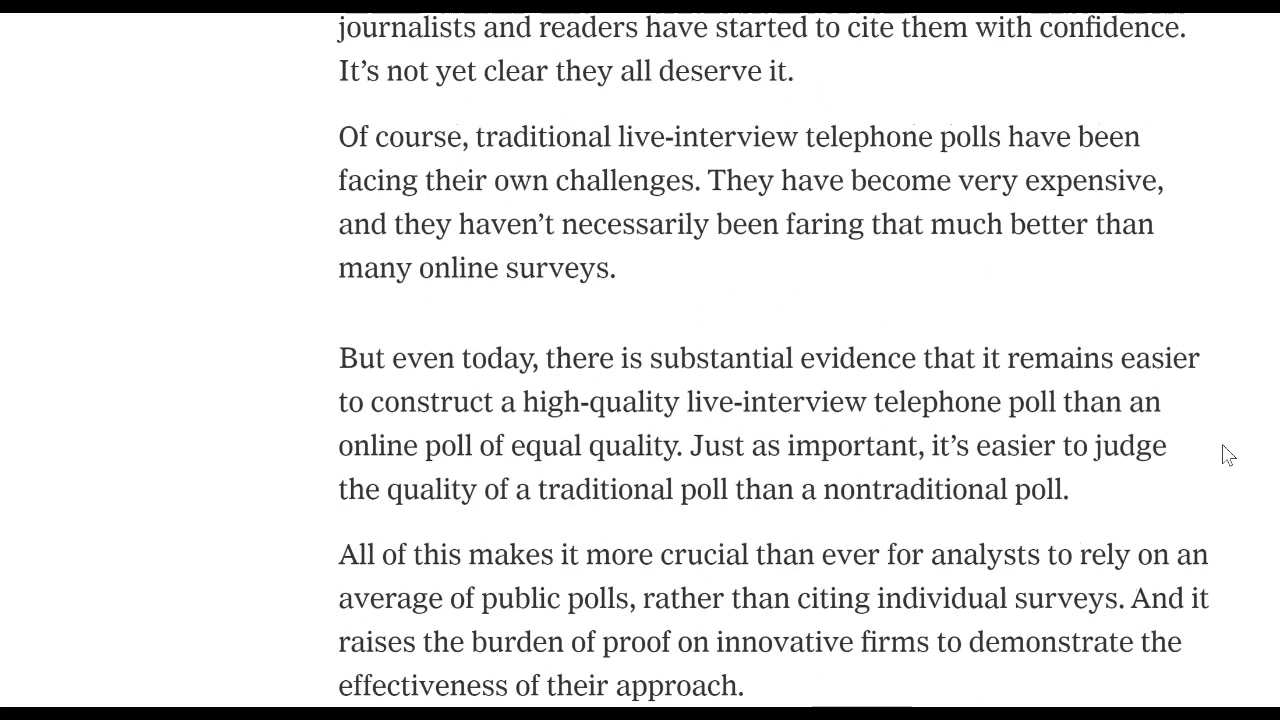 journalists and readers have started to cite them with confidence.
It’s not yet clear they all deserve it.
Of course, traditional live-interview telephone polls have been
facing their own challenges. They have become very expensive,
and they haven’t necessarily been faring that much better than
many online surveys.
But even today, there is substantial evidence that it remains easier
to construct a high-quality live-interview telephone poll than an
online poll of equal quality. Just as important, it’s easier to judge
the quality of a traditional poll than a nontraditional poll.
All of this makes it more crucial than ever for analysts to rely on an
average of public polls, rather than citing individual surveys. And it
raises the burden of proof on innovative firms to demonstrate the
effectiveness of their approach.